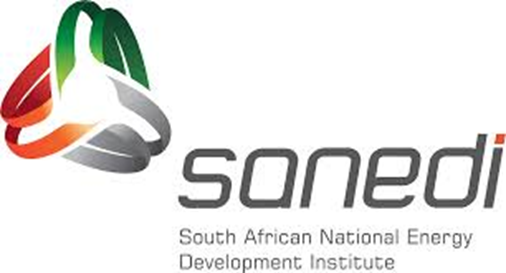 sanedi
South African National Energy
Development Institute